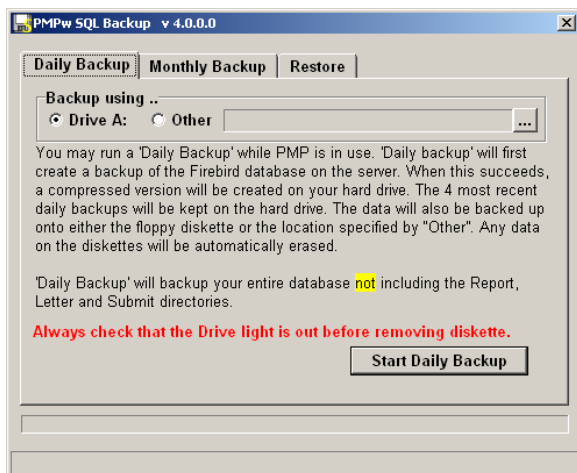 PMPw SQL Backup v 4.0.0.0
Daily Backup Monthly Backup Restore
Backup using ..
Drive A: Other ...
You may run a 'Daily Backup' while PMP is in use. 'Daily backup' will first
create a backup of the Firebird database on the server. When this succeeds,
a compressed version will be created on your hard drive. The 4 most recent
daily backups will be kept on the hard drive. The data will also be backed up
onto either the floppy diskette or the location specified by "Other". Any data
on the diskettes will be automatically erased.
'Daily Backup' will backup your entire database not including the Report,
Letter and Submit directories.
Always check that the Drive light is out before removing diskette.
Start Daily Backup